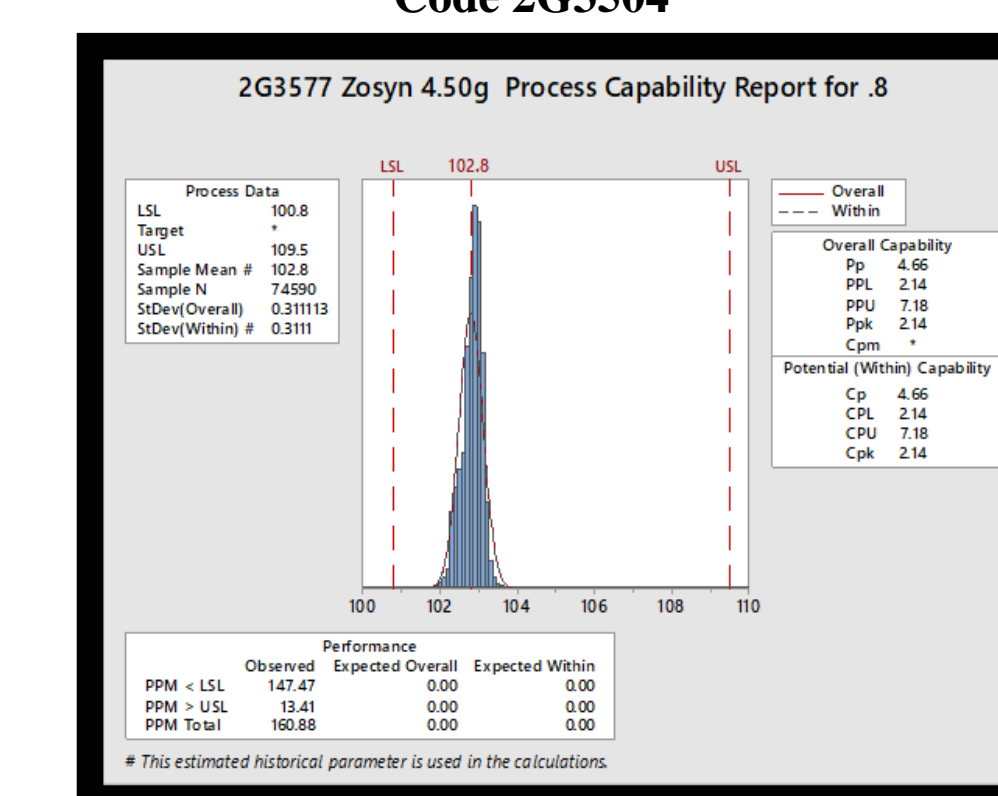 Code 2G3504
2G3577 Zosyn 4.50g Process Capability Report for .8
LSL 102.8 USL
Process Data
LSL 100.8
Target *
USL 109.5
Sample Mean # 102.8
Sample N 74590
StDev(Overall) 0.311113
StDev(Within) # 0.3111
Overall
Within
Overall Capability
Pp 4.66
PPL 2.14
PPU 7.18
Ppk 2.14
Cpm *
Potential (Within) Capability
Cp 4.66
CPL 2.14
CPU 7.18
Cpk 2.14
100 102 104 106 108 110
Performance
Observed Expected Overall Expected Within
PPM < LSL 147.47 0.00 0.00
PPM > USL 13.41 0.00 0.00
PPM Total 160.88 0.00 0.00
# This estimated historical parameter is used in the calculations.